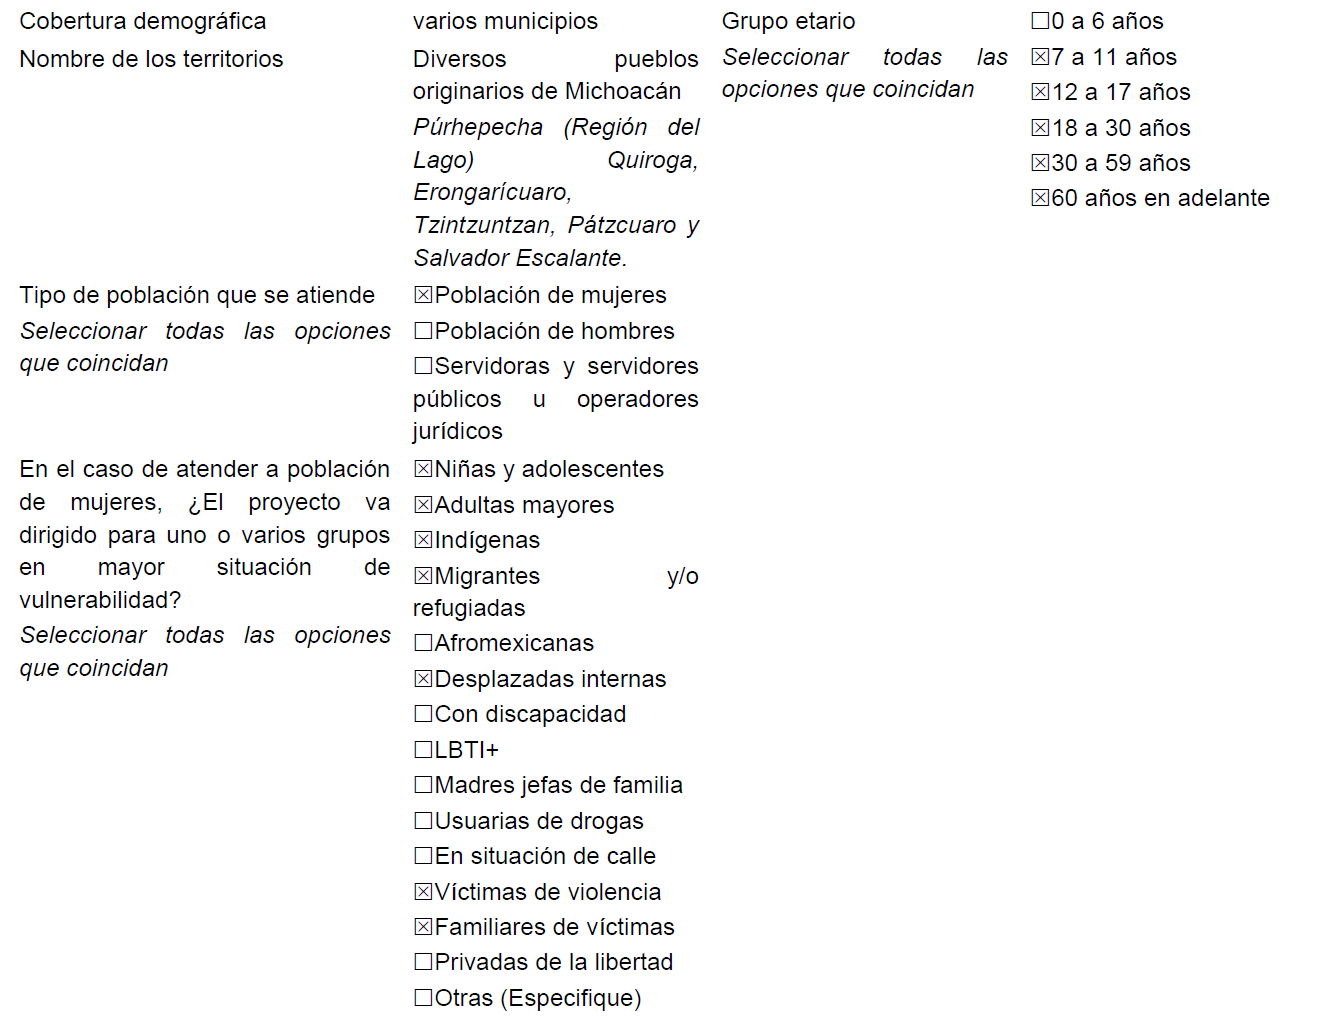 Cobertura demográfica
varios municipios
Grupo etario
Seleccionar todas las
opciones que coincidan
☐0 a 6 años
☒7 a 11 años
☒12 a 17 años
☒18 a 30 años
☒30 a 59 años
☒60 años en adelante
Nombre de los territorios
Diversos pueblos
originarios de Michoacán
Púrhepecha (Región del
Lago) Quiroga,
Erongarícuaro,
Tzintzuntzan, Pátzcuaro y
Salvador Escalante.
Tipo de población que se atiende
Seleccionar todas las opciones
que coincidan
☒Población de mujeres
☐Población de hombres
☐Servidoras y servidores
públicos u operadores
jurídicos
En el caso de atender a población
de mujeres, ¿El proyecto va
dirigido para uno o varios grupos
en mayor situación de
vulnerabilidad?
Seleccionar todas las opciones
que coincidan
☒Niñas y adolescentes
☒Adultas mayores
☒Indígenas
☒Migrantes y/o
refugiadas
☐Afromexicanas
☒Desplazadas internas
☐Con discapacidad
☐LBTI+
☐Madres jefas de familia
☐Usuarias de drogas
☐En situación de calle
☒Víctimas de violencia
☒Familiares de víctimas
☐Privadas de la libertad
☐Otras (Especifique)